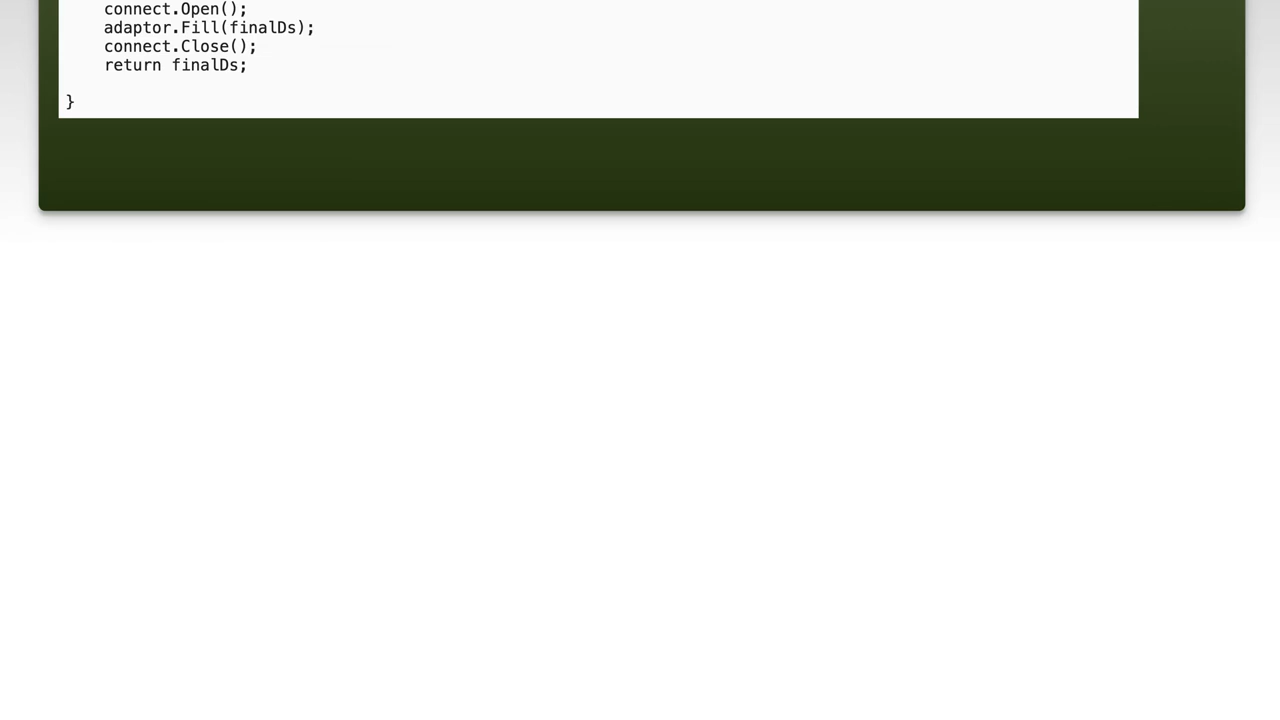 connect.Open();
adaptor.Fill(finalDs);
connect.Close();
return finalDs;
}